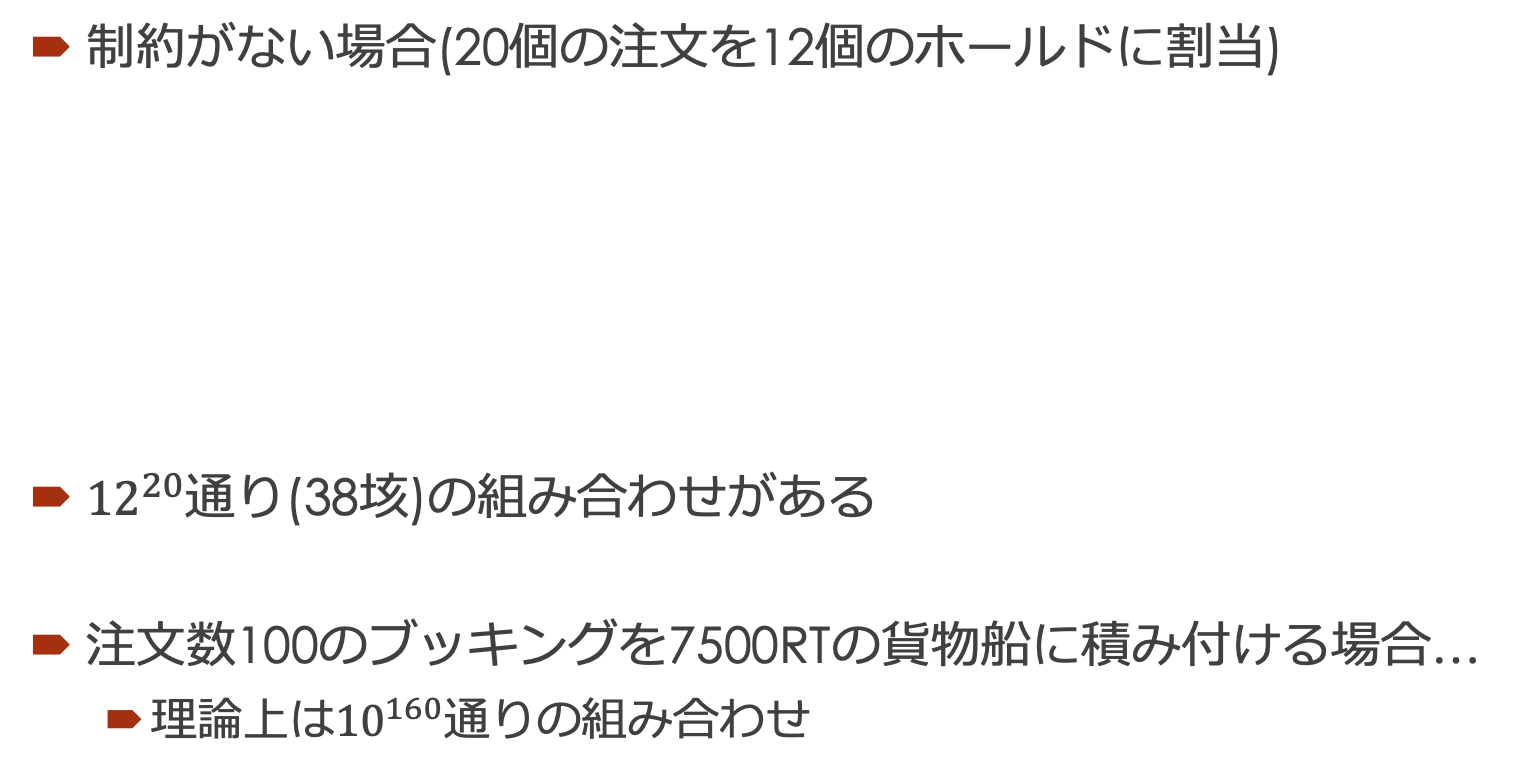 制約がない場合(20個の注文を12個のホールドに割当)
12²⁰通り(38垓)の組み合わせがある
注文数100のブッキングを7500RTの貨物船に積み付ける場合…
理論上は10¹⁶⁰通りの組み合わせ